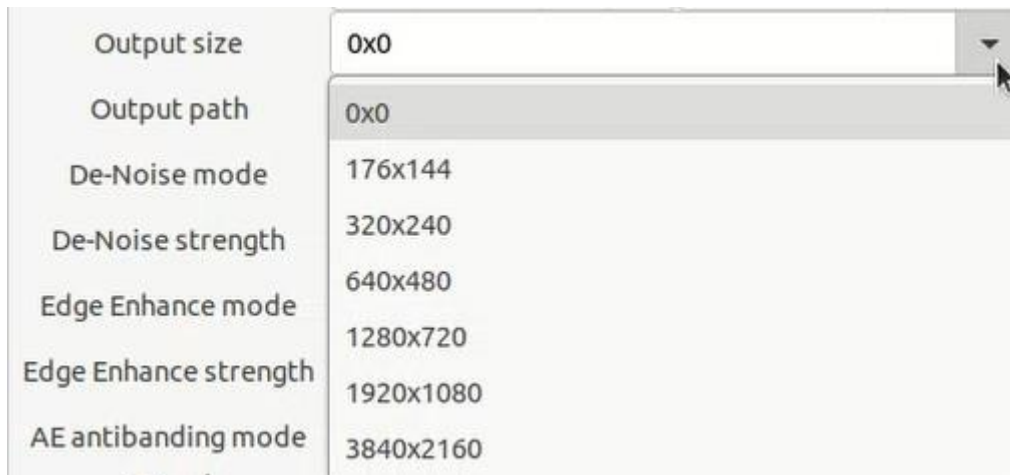 Output size 0x0
Output path 0x0
De-Noise mode 176x144
De-Noise strength 320x240
Edge Enhance mode 640x480
1280x720
Edge Enhance strength 1920x1080
AE antibanding mode 3840x2160